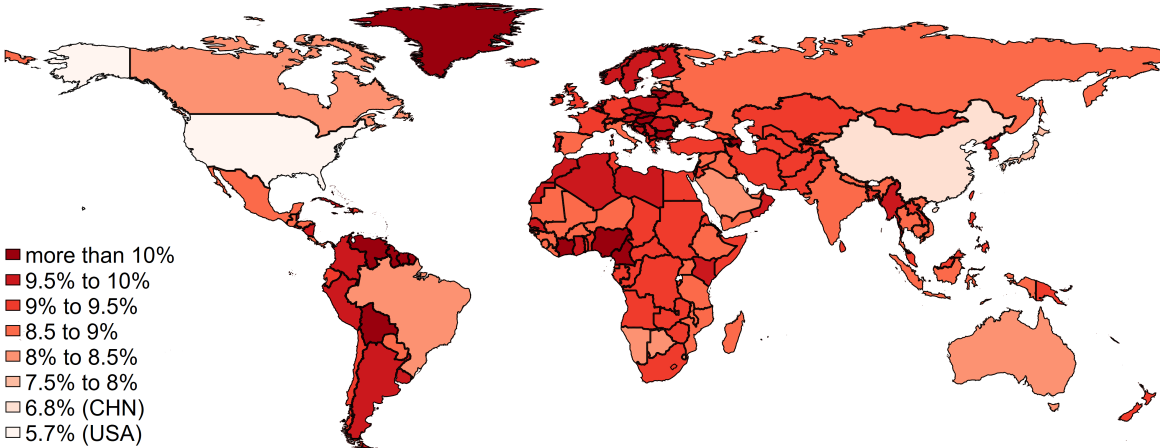 more than 10%
9.5% to 10%
9% to 9.5%
8.5 to 9%
8% to 8.5%
7.5% to 8%
6.8% (CHN)
5.7% (USA)